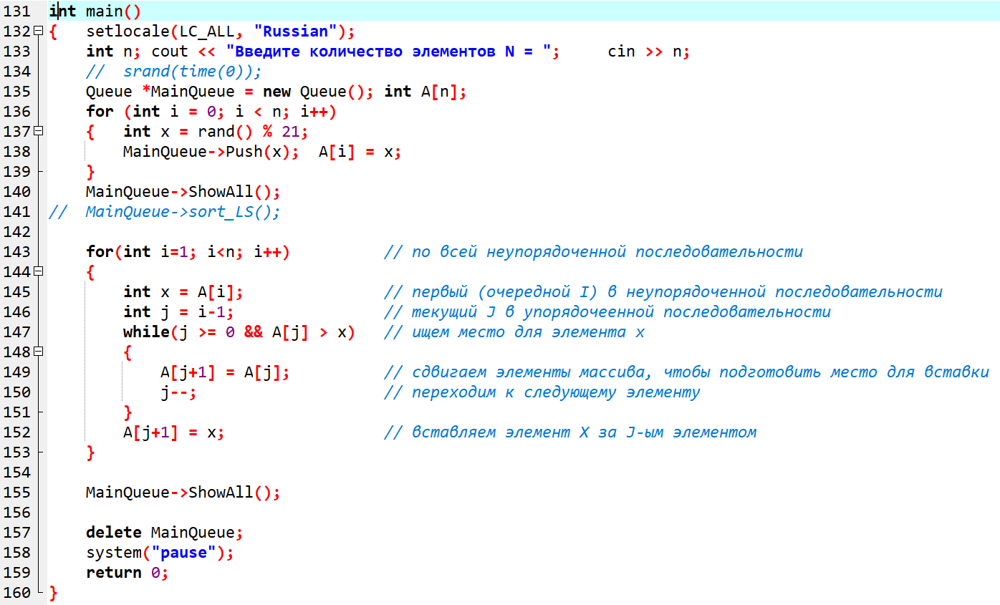 131 int main()
132 { setlocale(LC_ALL, "Russian");
133 int n; cout << "Введите количество элементов N = "; cin >> n;
134 // srand(time(0));
135 Queue *MainQueue = new Queue(); int A[n];
136 for (int i = 0; i < n; i++)
137 { int x = rand() % 21;
138 MainQueue->Push(x); A[i] = x;
139 }
140 MainQueue->ShowAll();
141 // MainQueue->sort_LS();
142
143 for(int i=1; i<n; i++) // по всей неупорядоченной последовательности
144 {
145 int x = A[i]; // первый (очередной I) в неупорядоченной последовательности
146 int j = i-1; // текущий J в упорядочеенной последовательности
147 while(j >= 0 && A[j] > x) // ищем место для элемента x
148 {
149 A[j+1] = A[j]; // сдвигаем элементы массива, чтобы подготовить место для вставки
150 j--; // переходим к следующему элементу
151 }
152 A[j+1] = x; // вставляем элемент X за J-ым элементом
153 }
154
155 MainQueue->ShowAll();
156
157 delete MainQueue;
158 system("pause");
159 return 0;
160 }